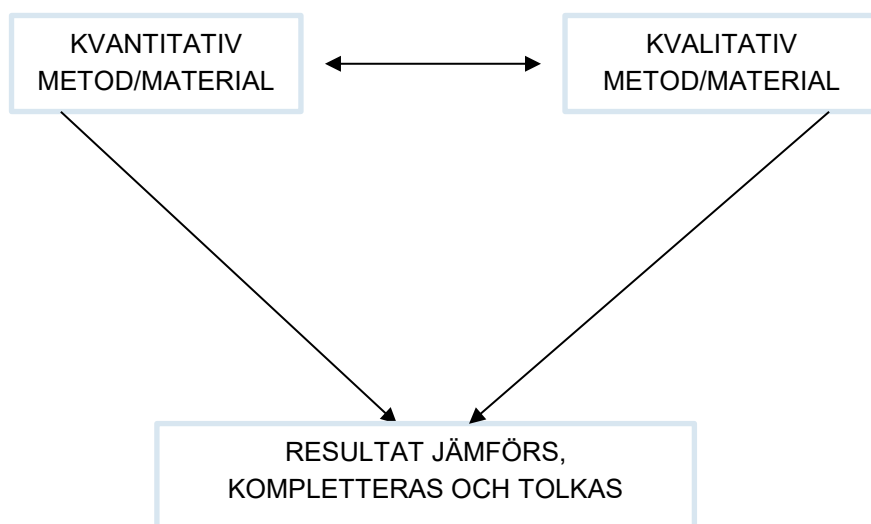 KVANTITATIV
METOD/MATERIAL
KVALITATIV
METOD/MATERIAL
RESULTAT JÄMFÖRS,
KOMPLETTERAS OCH TOLKAS